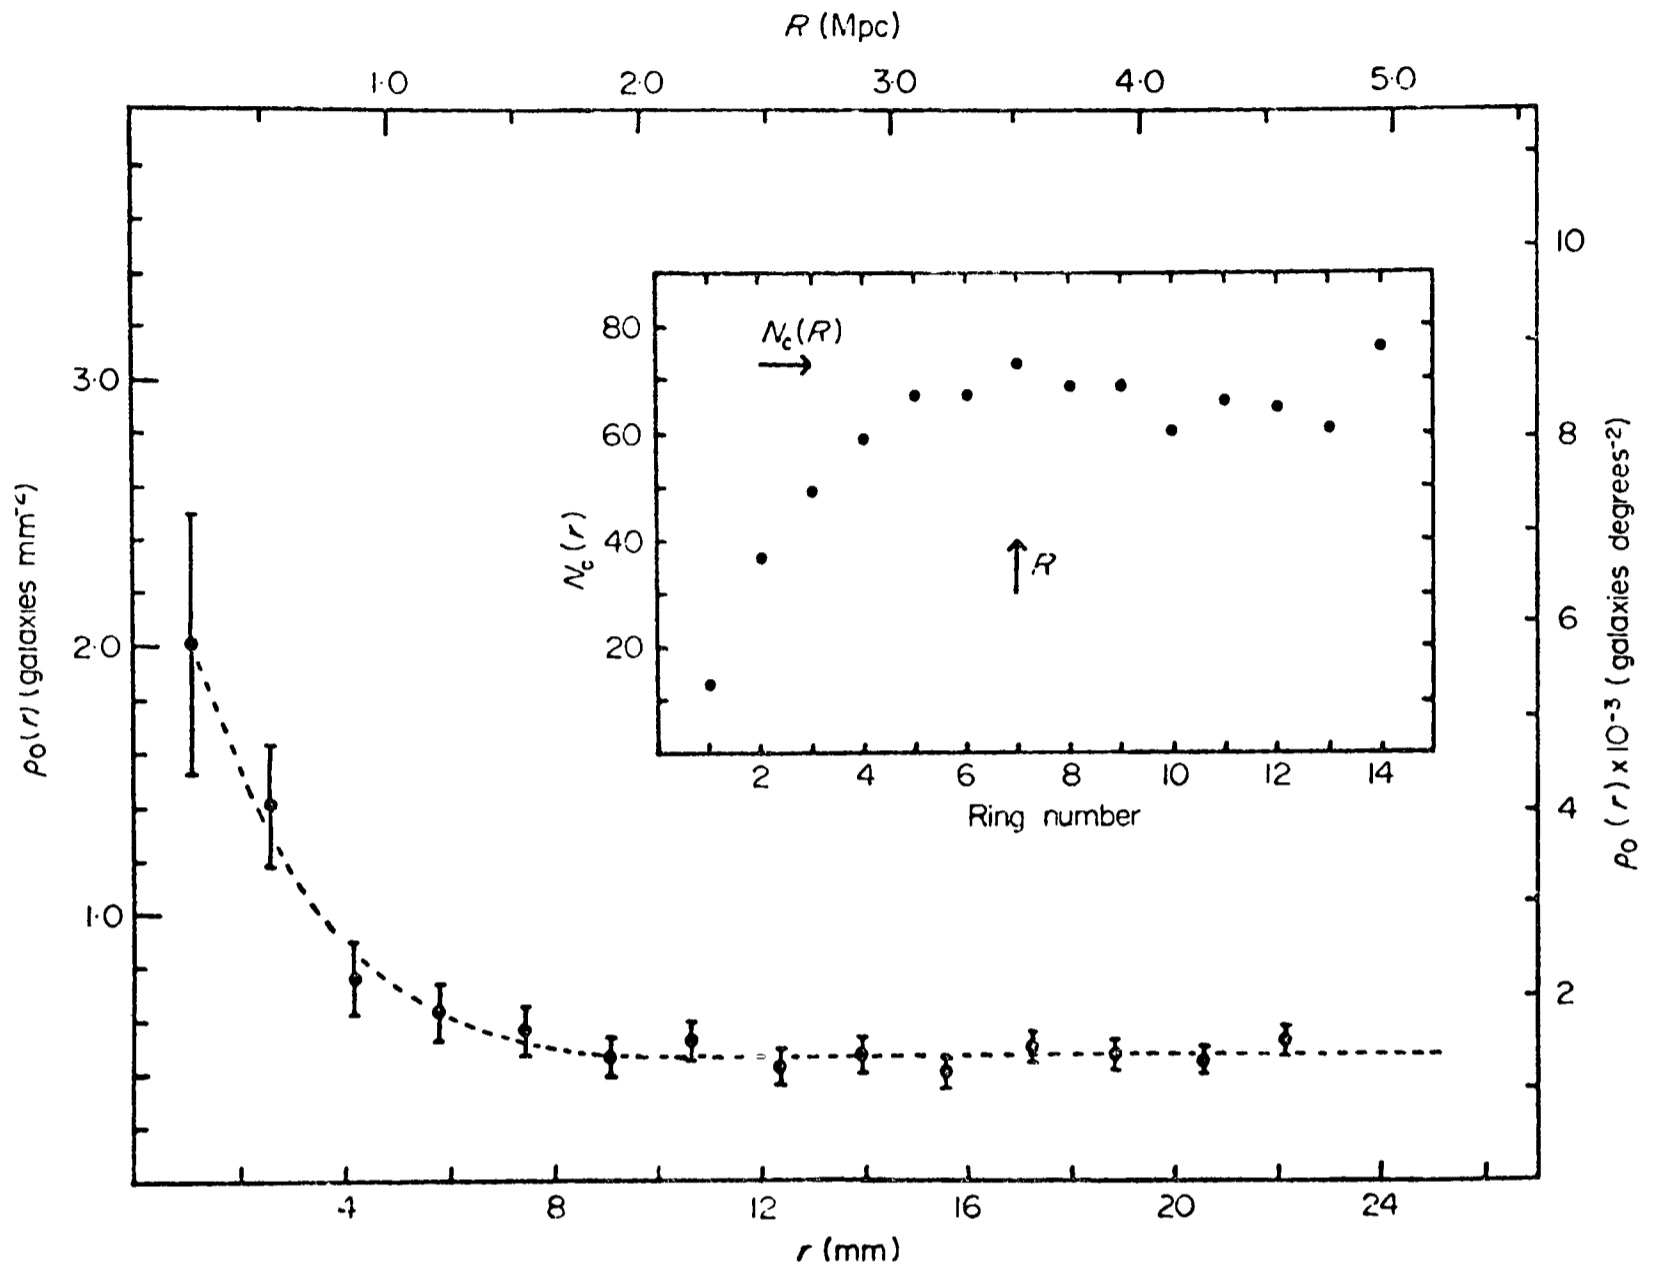 R (Mpc)
1·0 2·0 3·0 4·0 5·0
3·0
2·0
1·0
ρ₀(r) (galaxies mm⁻²)
10
8
6
4
2
ρ₀(r) × 10⁻³ (galaxies degrees⁻²)
80
60
40
20
N꜀(r)
N꜀(R)
R
2 4 6 8 10 12 14
Ring number
4 8 12 16 20 24
r (mm)